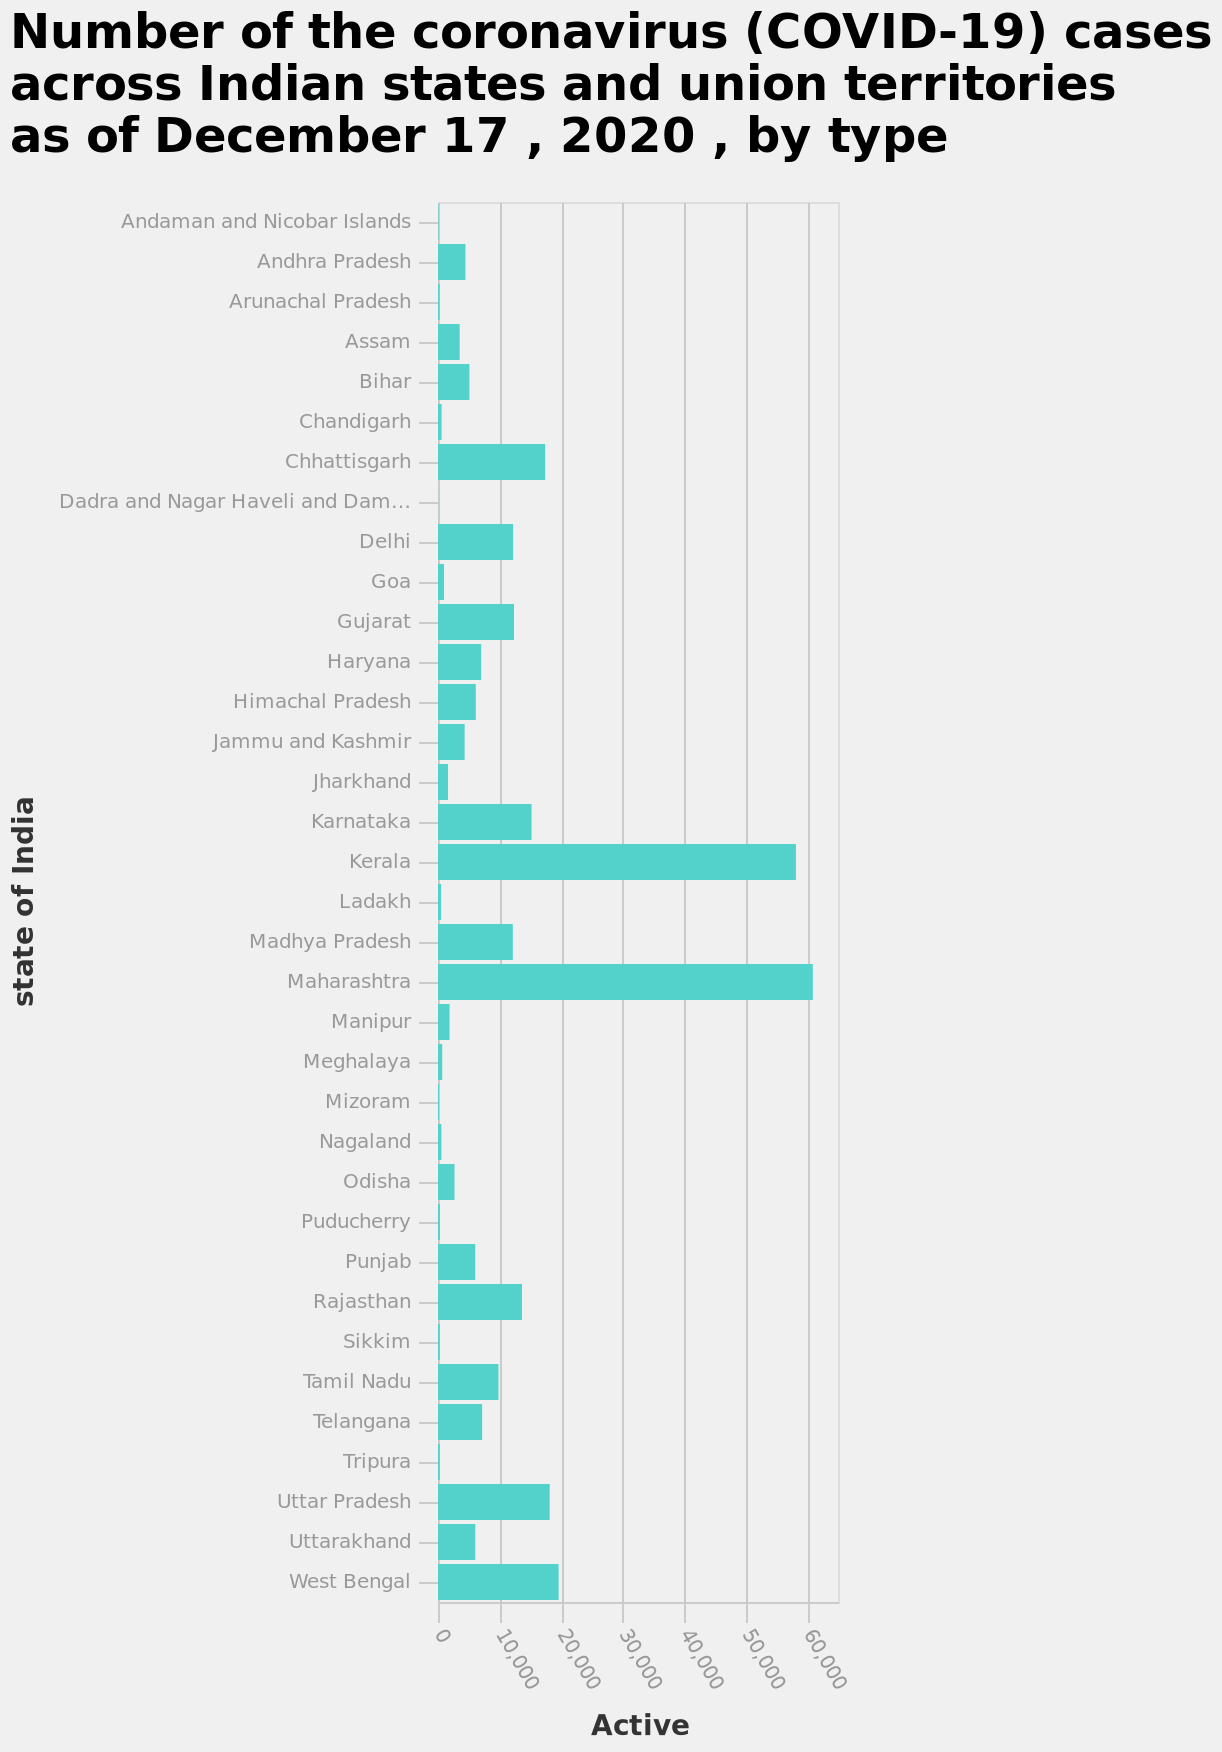 Number of the coronavirus (COVID-19) cases
across Indian states and union territories
as of December 17 , 2020 , by type
Andaman and Nicobar Islands
Andhra Pradesh
Arunachal Pradesh
Assam
Bihar
Chandigarh
Chhattisgarh
Dadra and Nagar Haveli and Dam…
Delhi
Goa
Gujarat
Haryana
Himachal Pradesh
Jammu and Kashmir
Jharkhand
Karnataka
Kerala
Ladakh
Madhya Pradesh
Maharashtra
Manipur
Meghalaya
Mizoram
Nagaland
Odisha
Puducherry
Punjab
Rajasthan
Sikkim
Tamil Nadu
Telangana
Tripura
Uttar Pradesh
Uttarakhand
West Bengal
state of India
0
10,000
20,000
30,000
40,000
50,000
60,000
Active